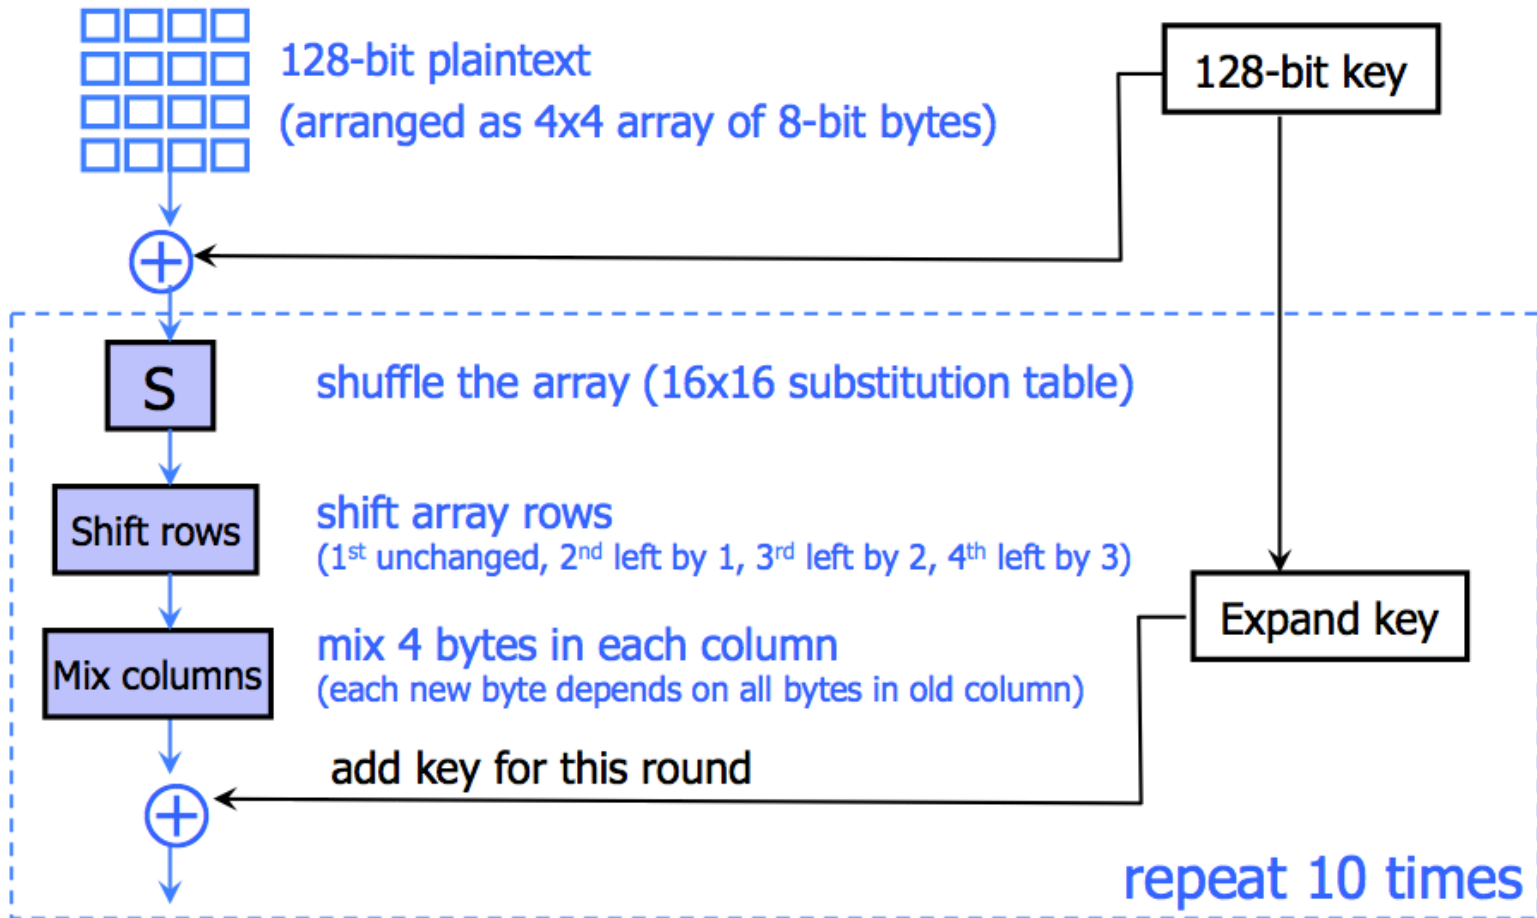 128-bit plaintext
(arranged as 4x4 array of 8-bit bytes)
128-bit key
S
shuffle the array (16x16 substitution table)
Shift rows
shift array rows
(1st unchanged, 2nd left by 1, 3rd left by 2, 4th left by 3)
Expand key
Mix columns
mix 4 bytes in each column
(each new byte depends on all bytes in old column)
add key for this round
repeat 10 times